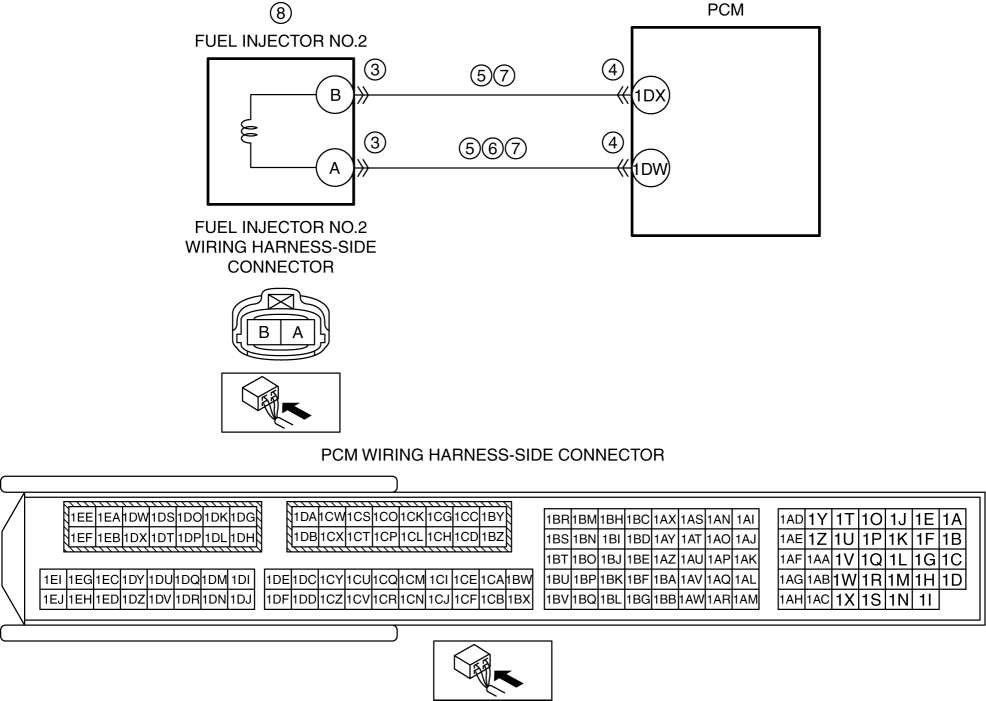 ⑧ PCM
FUEL INJECTOR NO.2
③ ⑤⑦ ④
B 1DX
③ ⑤⑥⑦ ④
A 1DW
FUEL INJECTOR NO.2
WIRING HARNESS-SIDE
CONNECTOR
B A
PCM WIRING HARNESS-SIDE CONNECTOR
1EE 1EA 1DW 1DS 1DO 1DK 1DG
1EF 1EB 1DX 1DT 1DP 1DL 1DH
1EI 1EG 1EC 1DY 1DU 1DQ 1DM 1DI
1EJ 1EH 1ED 1DZ 1DV 1DR 1DN 1DJ
1DA 1CW 1CS 1CO 1CK 1CG 1CC 1BY
1DB 1CX 1CT 1CP 1CL 1CH 1CD 1BZ
1DE 1DC 1CY 1CU 1CQ 1CM 1CI 1CE 1CA 1BW
1DF 1DD 1CZ 1CV 1CR 1CN 1CJ 1CF 1CB 1BX
1BR 1BM 1BH 1BC 1AX 1AS 1AN 1AI
1BS 1BN 1BI 1BD 1AY 1AT 1AO 1AJ
1BT 1BO 1BJ 1BE 1AZ 1AU 1AP 1AK
1BU 1BP 1BK 1BF 1BA 1AV 1AQ 1AL
1BV 1BQ 1BL 1BG 1BB 1AW 1AR 1AM
1AD 1Y 1T 1O 1J 1E 1A
1AE 1Z 1U 1P 1K 1F 1B
1AF 1AA 1V 1Q 1L 1G 1C
1AG 1AB 1W 1R 1M 1H 1D
1AH 1AC 1X 1S 1N 1I